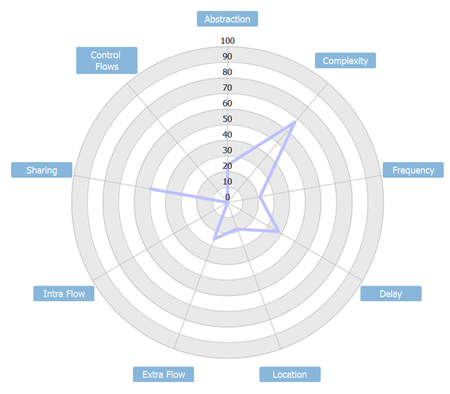 Abstraction
100
Control
Flows
90
Complexity
80
70
60
50
40
30
Sharing
20
Frequency
10
0
Intra Flow
Delay
Extra Flow
Location